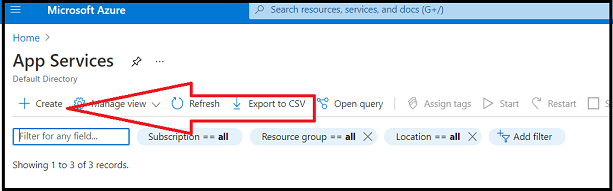 Microsoft Azure
Search resources, services, and docs (G+/)
Home >
App Services
...
Default Directory
+ Create Manage view Refresh Export to CSV Open query Assign tags Start Restart
Filter for any field... Subscription == all Resource group == all Location == all Add filter
Showing 1 to 3 of 3 records.